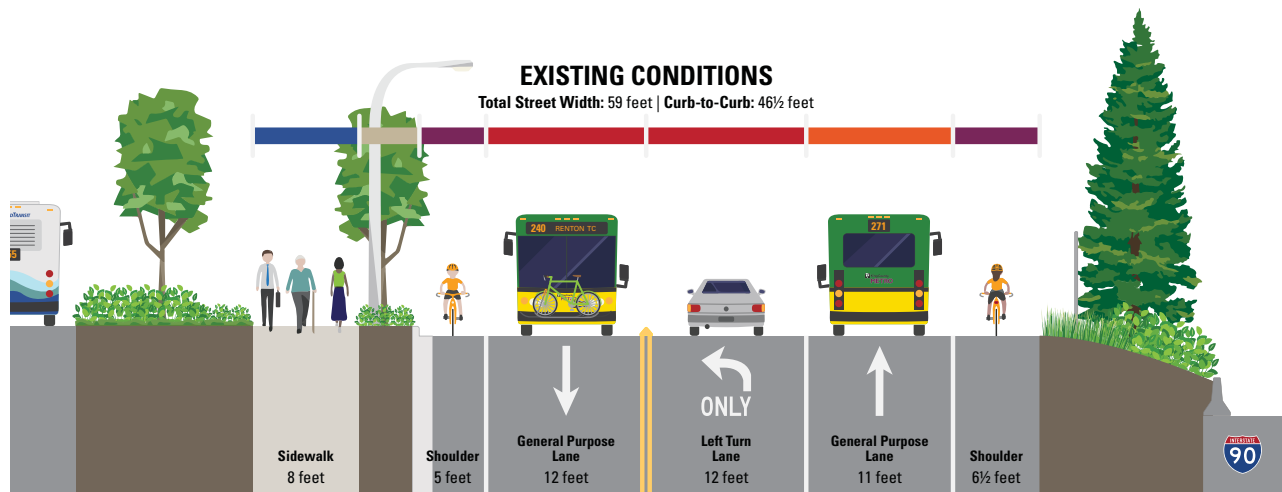 EXISTING CONDITIONS
Total Street Width: 59 feet | Curb-to-Curb: 46½ feet
240 RENTON TC
271
METRO
ONLY
Sidewalk
8 feet
Shoulder
5 feet
General Purpose
Lane
12 feet
Left Turn
Lane
12 feet
General Purpose
Lane
11 feet
Shoulder
6½ feet
INTERSTATE
90